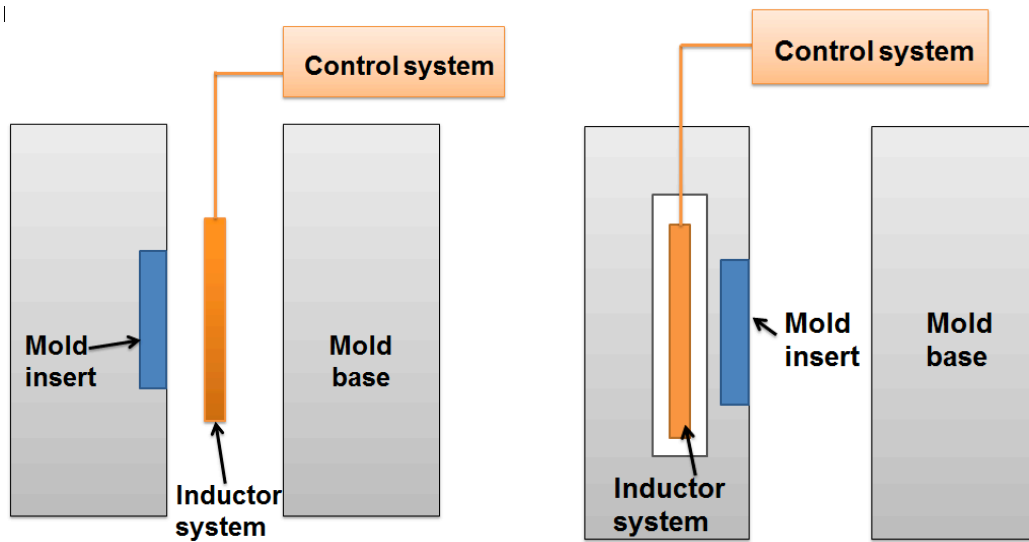 Control system
Mold
insert
Mold
base
Inductor
system
Control system
Mold
insert
Mold
base
Inductor
system